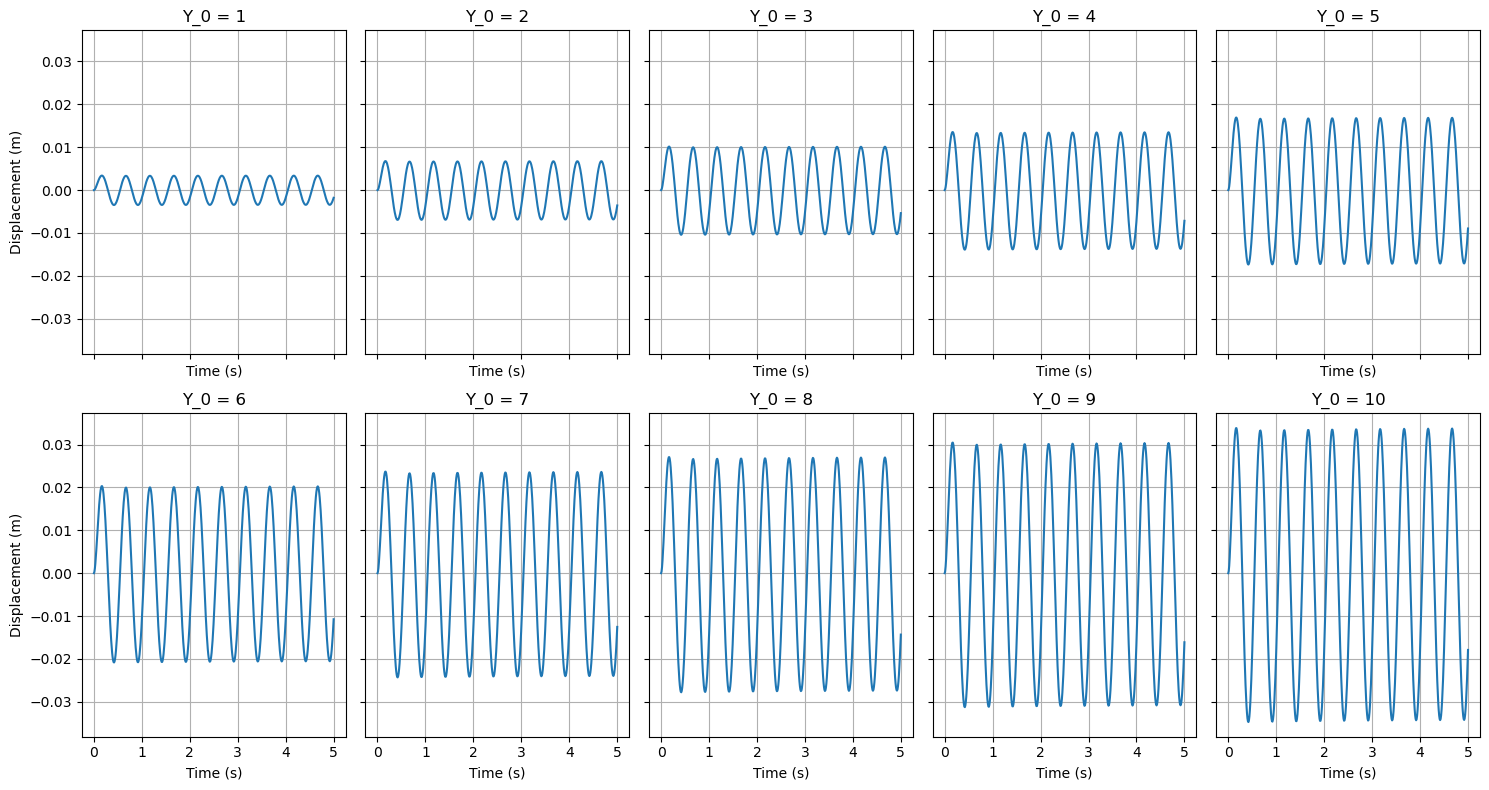 Y_0 = 1
Y_0 = 2
Y_0 = 3
Y_0 = 4
Y_0 = 5
Displacement (m)
0.03
0.02
0.01
0.00
−0.01
−0.02
−0.03
Time (s)
Time (s)
Time (s)
Time (s)
Time (s)
Y_0 = 6
Y_0 = 7
Y_0 = 8
Y_0 = 9
Y_0 = 10
Displacement (m)
0.03
0.02
0.01
0.00
−0.01
−0.02
−0.03
0 1 2 3 4 5
0 1 2 3 4 5
0 1 2 3 4 5
0 1 2 3 4 5
0 1 2 3 4 5
Time (s)
Time (s)
Time (s)
Time (s)
Time (s)